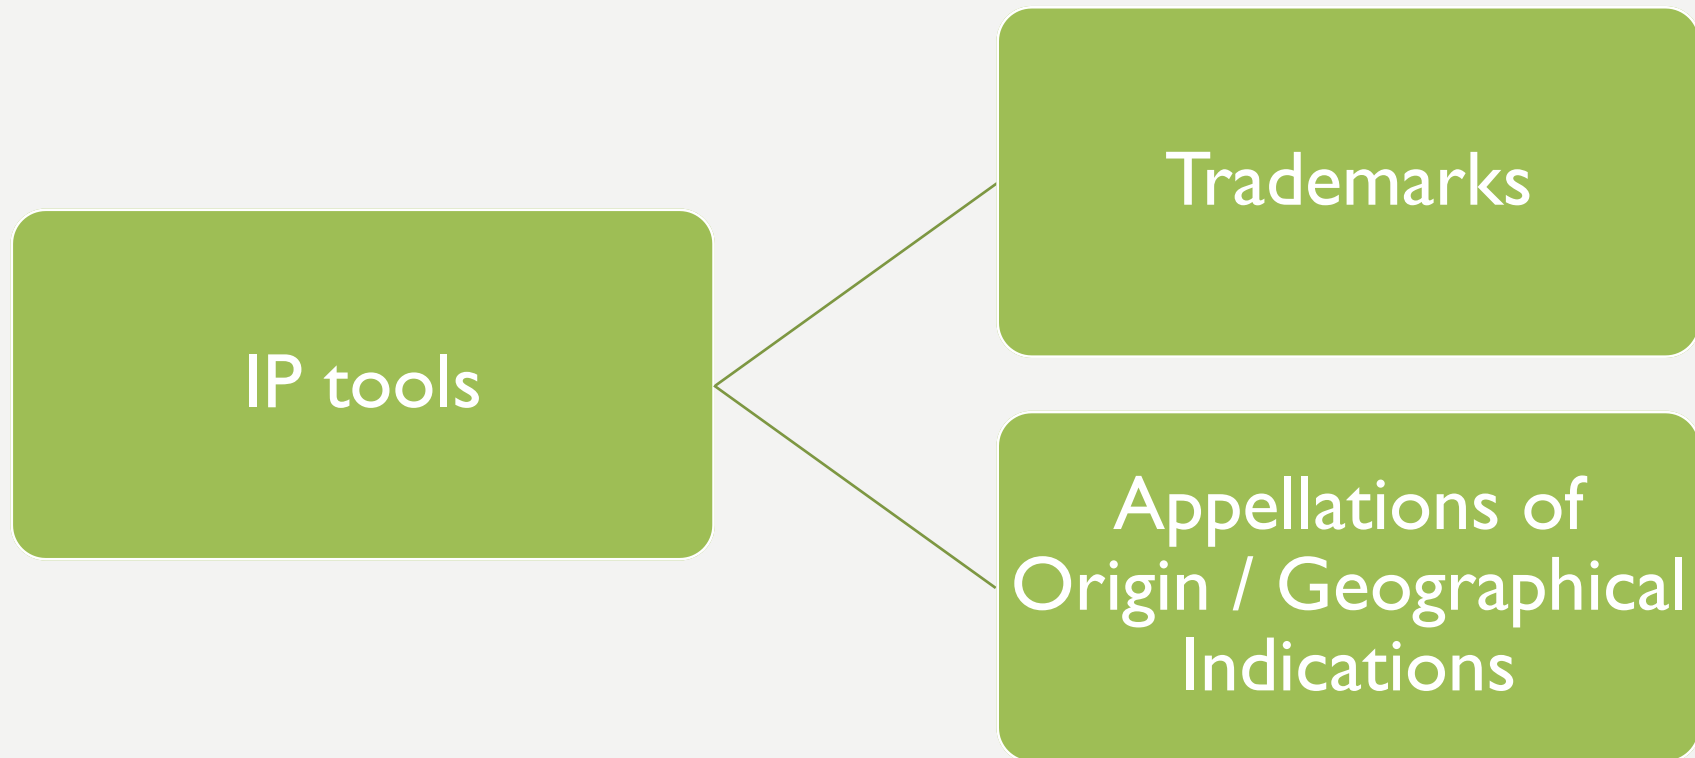 IP tools
Trademarks
Appellations of
Origin / Geographical
Indications